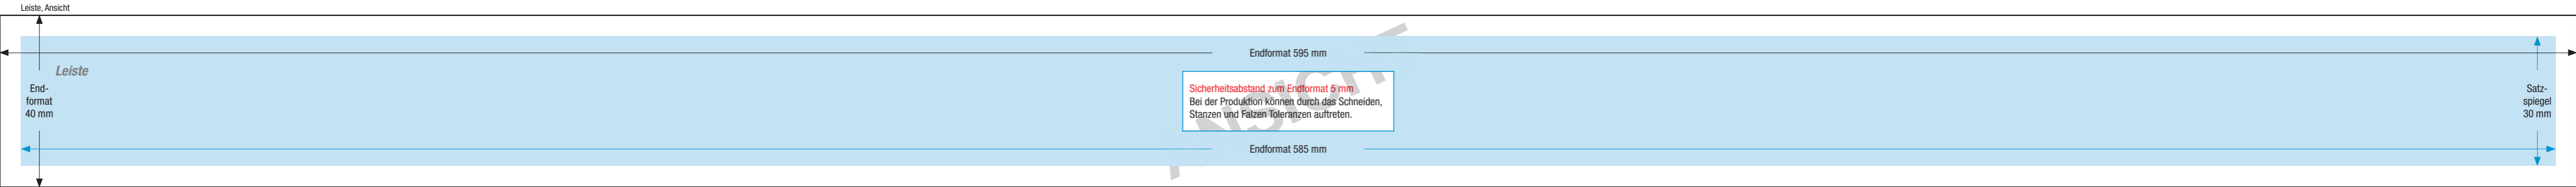 Leiste, Ansicht
Endformat 595 mm
Leiste
End-
format
40 mm
ANSICHT
Sicherheitsabstand zum Endformat 5 mm
Bei der Produktion können durch das Schneiden,
Stanzen und Falzen Toleranzen auftreten.
Satz-
spiegel
30 mm
Endformat 585 mm